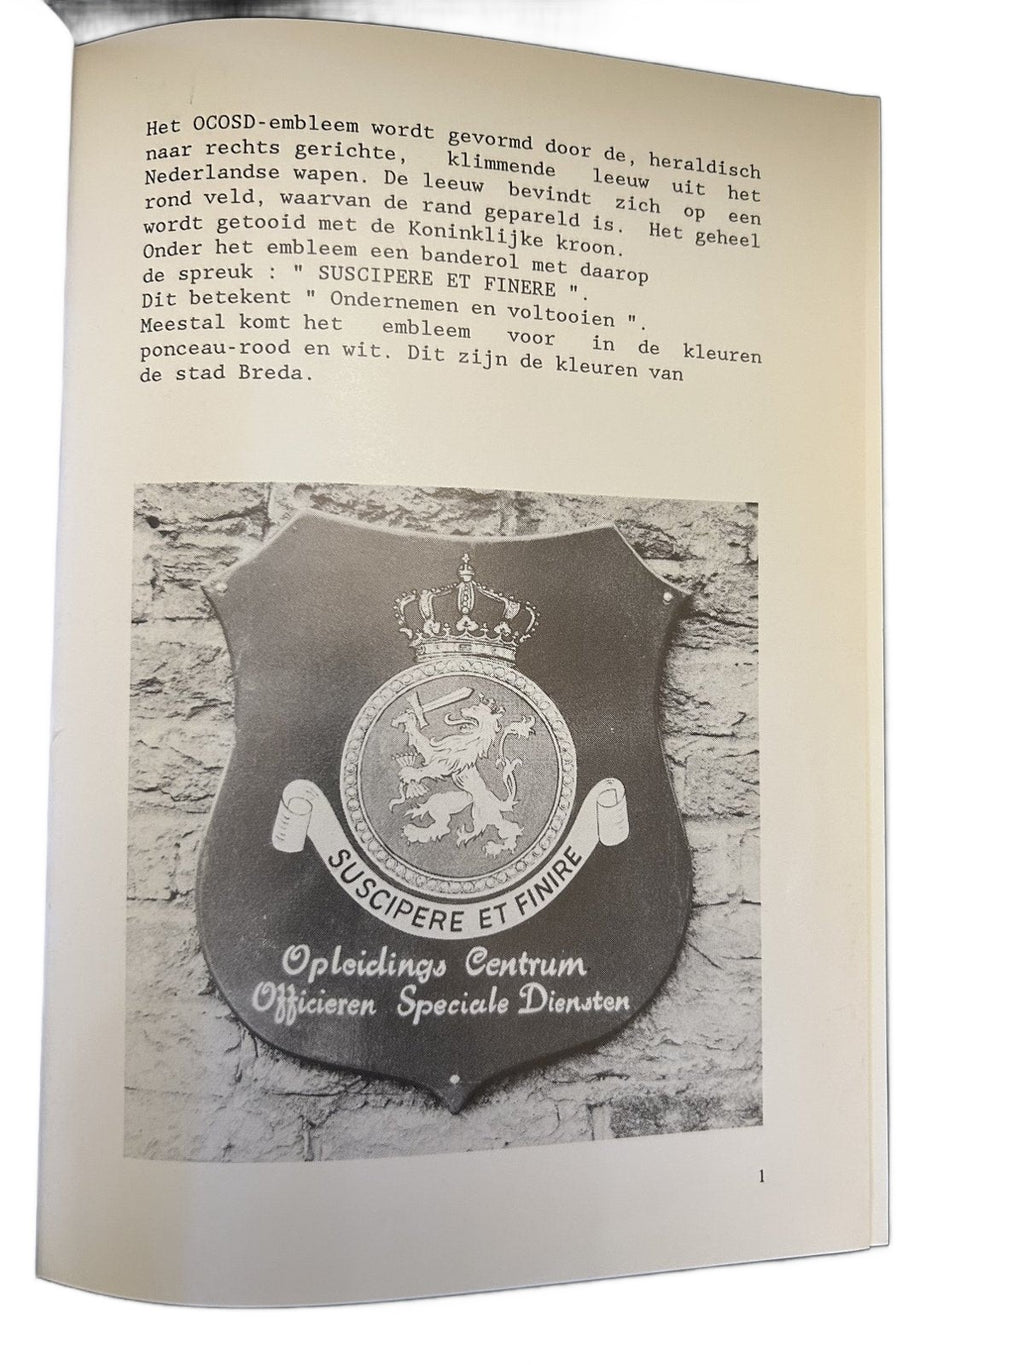 Het OCOSD-embleem wordt gevormd door de, heraldisch
naar rechts gerichte, klimmende leeuw uit het
Nederlandse wapen. De leeuw bevindt zich op een
rond veld, waarvan de rand gepareld is. Het geheel
wordt getooid met de Koninklijke kroon.
Onder het embleem een banderol met daarop
de spreuk : " SUSCIPERE ET FINERE ".
Dit betekent " Ondernemen en voltooien ".
Meestal komt het embleem voor in de kleuren
ponceau-rood en wit. Dit zijn de kleuren van
de stad Breda.
SUSCIPERE ET FINIRE
Opleidings Centrum
Officieren Speciale Diensten
1